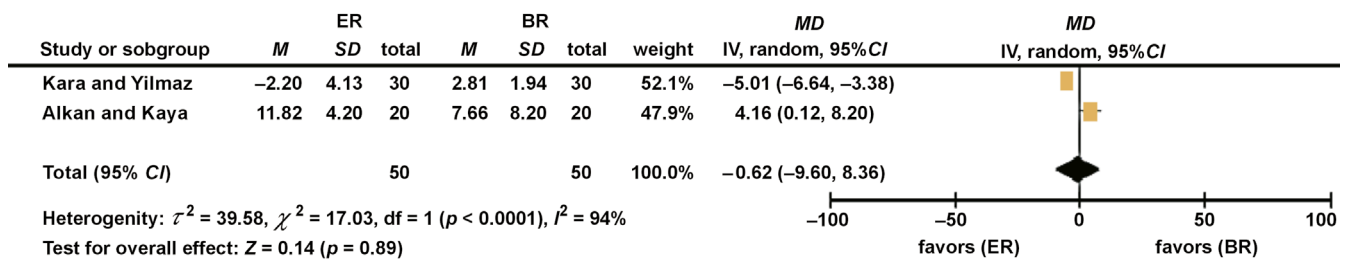 ER BR MD MD
Study or sobgroup M SD total M SD total weight IV, random, 95%CI IV, random, 95%CI
Kara and Yilmaz –2.20 4.13 30 2.81 1.94 30 52.1% –5.01 (–6.64, –3.38)
Alkan and Kaya 11.82 4.20 20 7.66 8.20 20 47.9% 4.16 (0.12, 8.20)
Total (95% CI) 50 50 100.0% –0.62 (–9.60, 8.36)
Heterogenity: τ² = 39.58, χ² = 17.03, df = 1 (p < 0.0001), I² = 94%
Test for overall effect: Z = 0.14 (p = 0.89)
–100 –50 0 50 100
favors (ER) favors (BR)